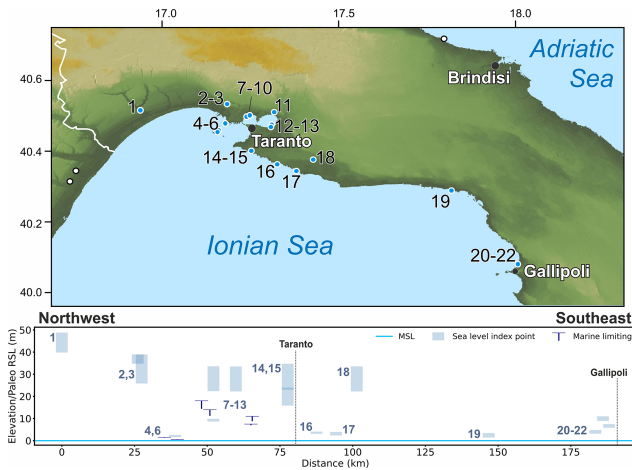 17.0 17.5 18.0
40.6
40.4
40.2
40.0
Adriatic
Sea
Brindisi
7-10
2-3
11
1
4-6
12-13
Taranto
14-15
18
16
17
19
Ionian Sea
20-22
Gallipoli
Northwest Southeast
Elevation/Paleo RSL (m)
50
40
30
20
10
0
MSL Sea level index point Marine limiting
Taranto
Gallipoli
1
2,3
14,15
18
7-13
4,6
16
17
19
20-22
0 25 50 75 100 125 150 175
Distance (km)